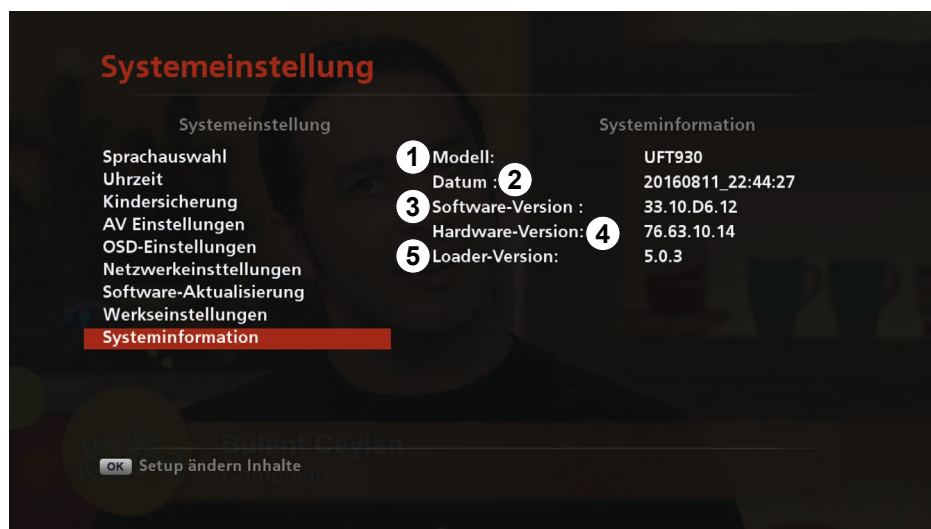 Systemeinstellung
Systemeinstellung
Sprachauswahl
Uhrzeit
Kindersicherung
AV Einstellungen
OSD-Einstellungen
Netzwerkeinsttellungen
Software-Aktualisierung
Werkseinstellungen
Systeminformation
Systeminformation
1 Modell: UFT930
Datum : 2 20160811_22:44:27
3 Software-Version : 33.10.D6.12
Hardware-Version: 4 76.63.10.14
5 Loader-Version: 5.0.3
Bülent Ceylan
Comedian
OK Setup ändern Inhalte